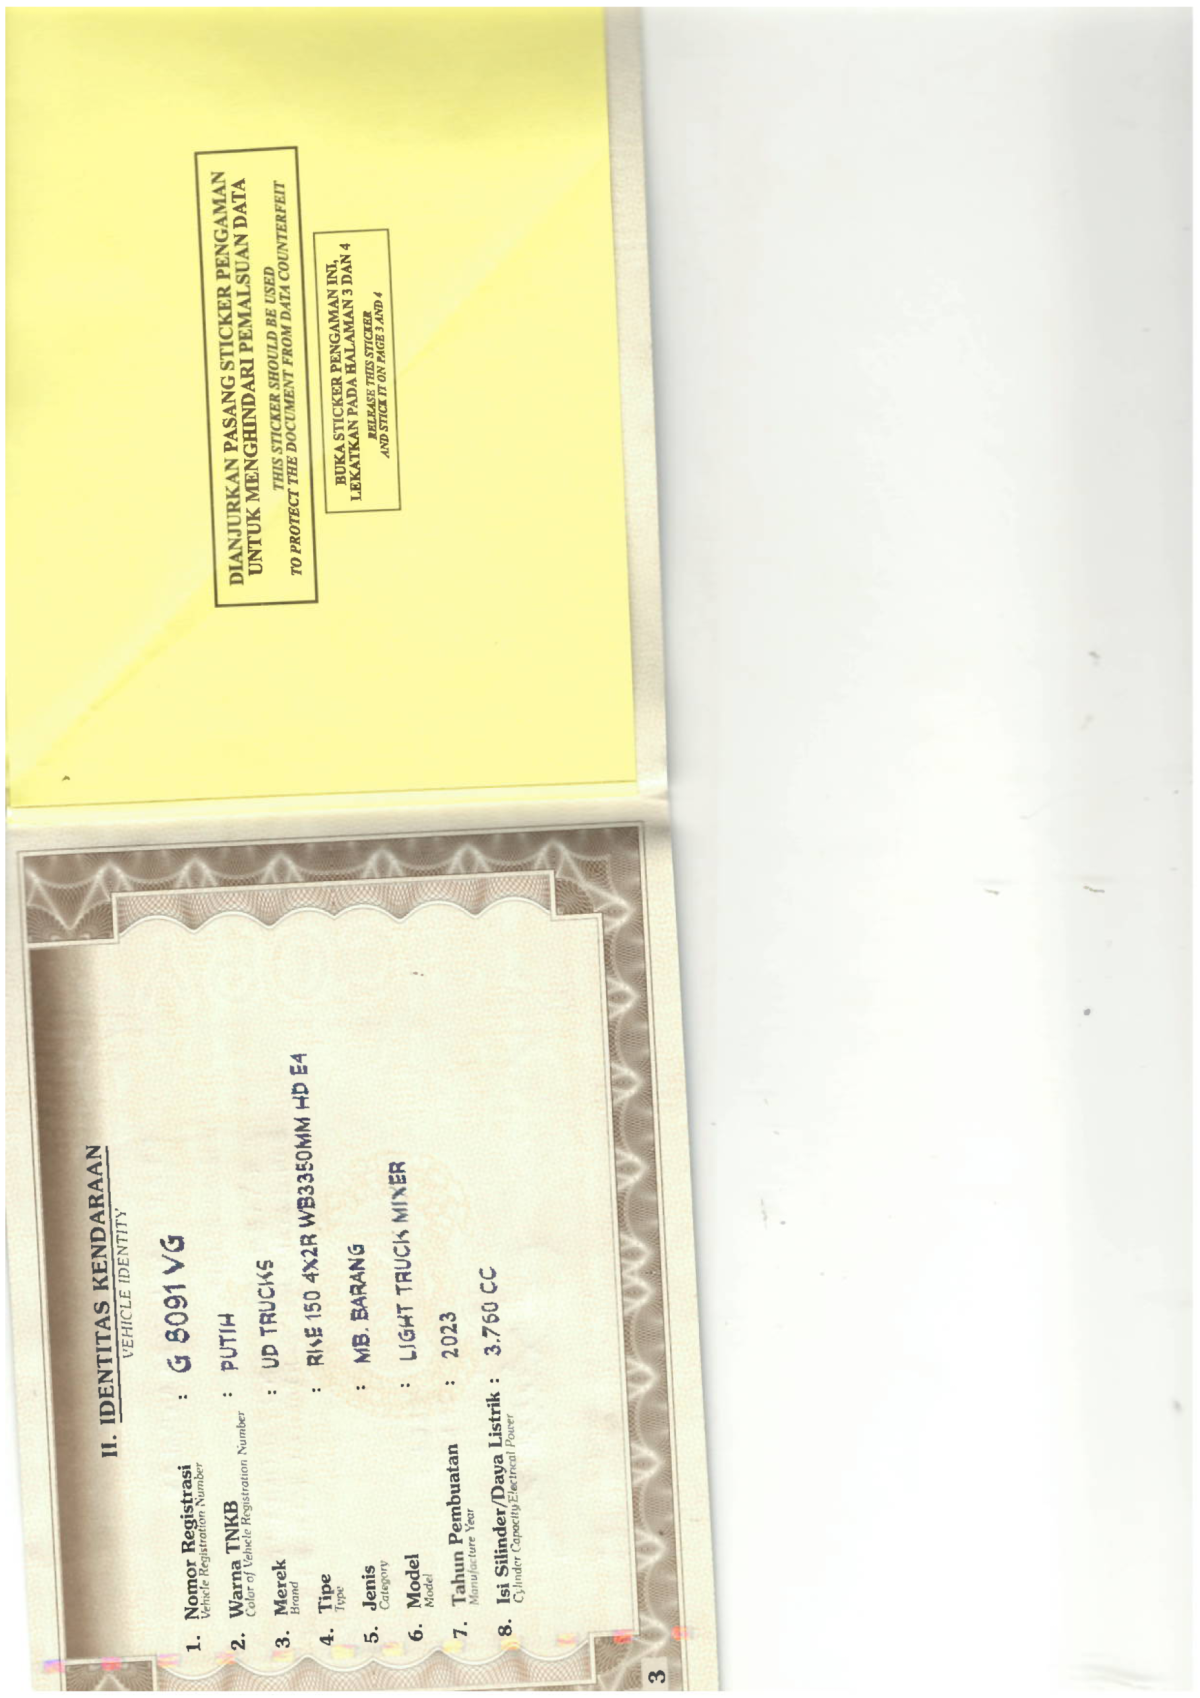 DIANJURKAN PASANG STICKER PENGAMAN
UNTUK MENGHINDARI PEMALSUAN DATA
THIS STICKER SHOULD BE USED
TO PROTECT THE DOCUMENT FROM DATA COUNTERFEIT
BUKA STICKER PENGAMAN INI,
LEKATKAN PADA HALAMAN 3 DAN 4
RELEASE THIS STICKER
AND STICK IT ON PAGE 3 AND 4
II. IDENTITAS KENDARAAN
VEHICLE IDENTITY
1. Nomor Registrasi : G 8091 VG
Vehicle Registration Number
2. Warna TNKB : PUTIH
Color of Vehicle Registration Number
3. Merek : UD TRUCKS
Brand
4. Tipe : RKE 150 4X2R WB3350MM HD E4
Type
5. Jenis : MB. BARANG
Category
6. Model : LIGHT TRUCK MIXER
Model
7. Tahun Pembuatan : 2023
Manufacture Year
8. Isi Silinder/Daya Listrik : 3.760 CC
Cylinder Capacity/Electrical Power
3